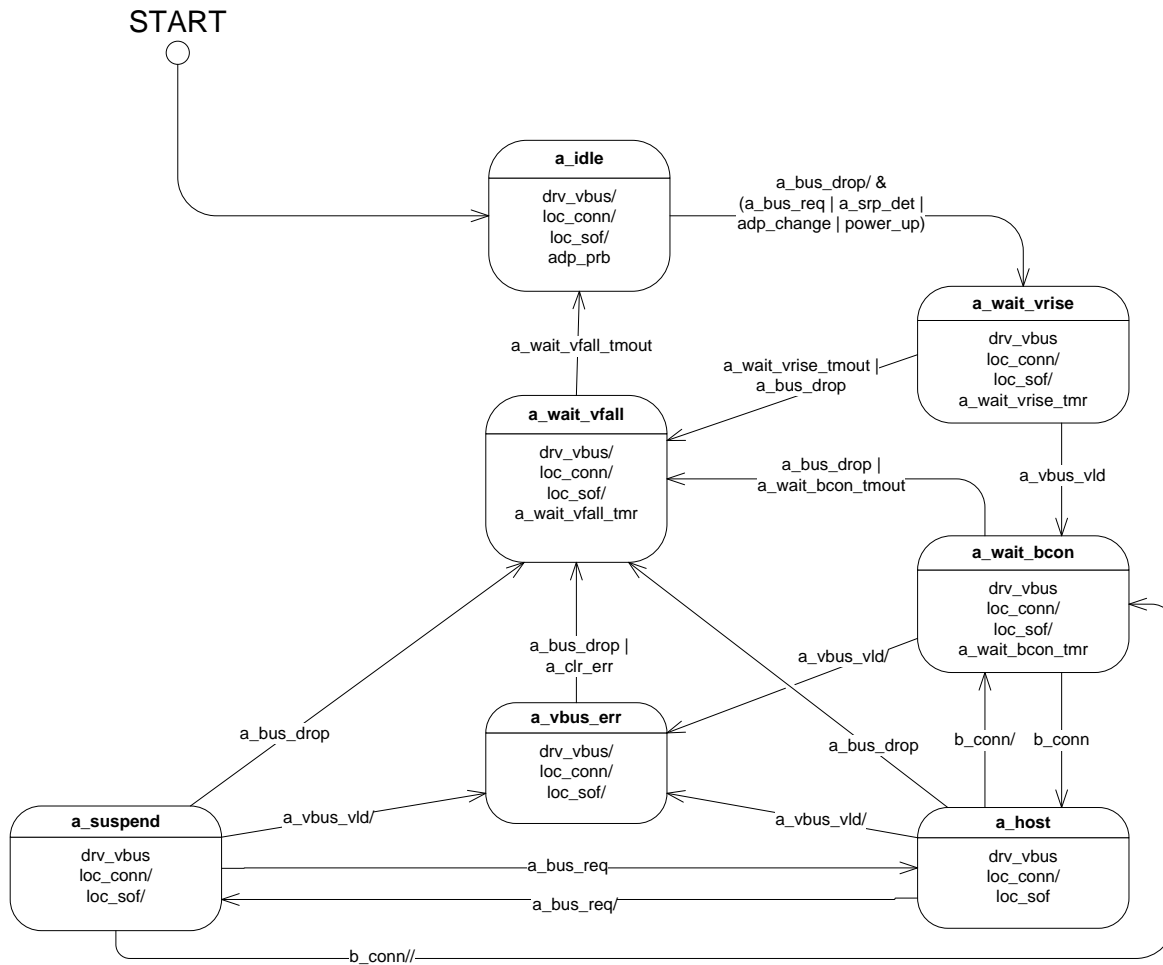 START
a_idle
drv_vbus/
loc_conn/
loc_sof/
adp_prb
a_bus_drop/ &
(a_bus_req | a_srp_det |
adp_change | power_up)
a_wait_vrise
drv_vbus
loc_conn/
loc_sof/
a_wait_vrise_tmr
a_wait_vfall_tmout
a_wait_vrise_tmout |
a_bus_drop
a_wait_vfall
drv_vbus/
loc_conn/
loc_sof/
a_wait_vfall_tmr
a_bus_drop |
a_wait_bcon_tmout
a_vbus_vld
a_wait_bcon
drv_vbus
loc_conn/
loc_sof/
a_wait_bcon_tmr
a_bus_drop |
a_clr_err
a_vbus_vld/
a_vbus_err
drv_vbus/
loc_conn/
loc_sof/
a_bus_drop
a_bus_drop
b_conn/
b_conn
a_vbus_vld/
a_vbus_vld/
a_suspend
drv_vbus
loc_conn/
loc_sof/
a_host
drv_vbus
loc_conn/
loc_sof
a_bus_req
a_bus_req/
b_conn//